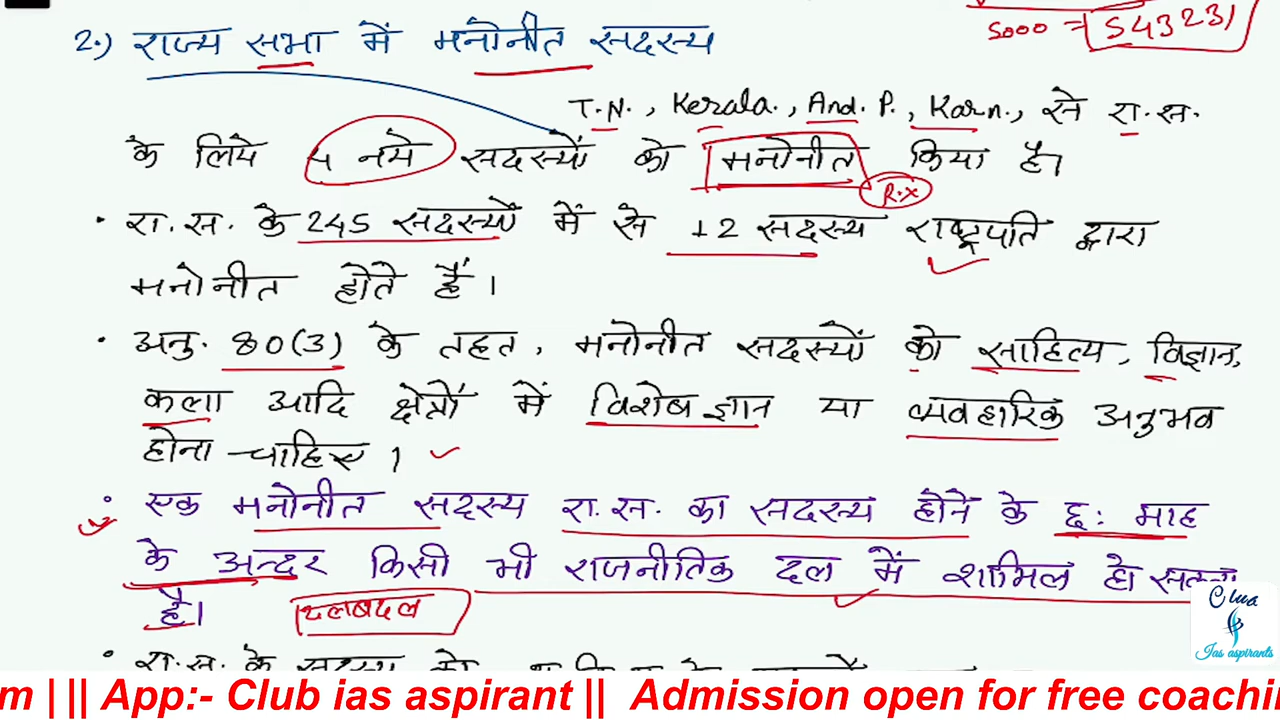 5000 → 543231
2.) राज्य सभा में मनोनीत सदस्य
T.N., Kerala., And. P., Karn., से रा.स.
के लिये 4 नये सदस्यों को मनोनीत किया है।
R.x
• रा.स. के 245 सदस्यों में से 12 सदस्य राष्ट्रपति द्वारा
मनोनीत होते हैं।
• अनु. 80(3) के तहत, मनोनीत सदस्यों को साहित्य, विज्ञान,
कला आदि क्षेत्रों में विशेष ज्ञान या व्यवहारिक अनुभव
होना चाहिए।
• एक मनोनीत सदस्य रा.स. का सदस्य होने के छः माह
के अन्दर किसी भी राजनीतिक दल में शामिल हो सकता
है। दलबदल
• रा.स. के सदस्य को
Club
Ias aspirants
m | || App:- Club ias aspirant || Admission open for free coachi